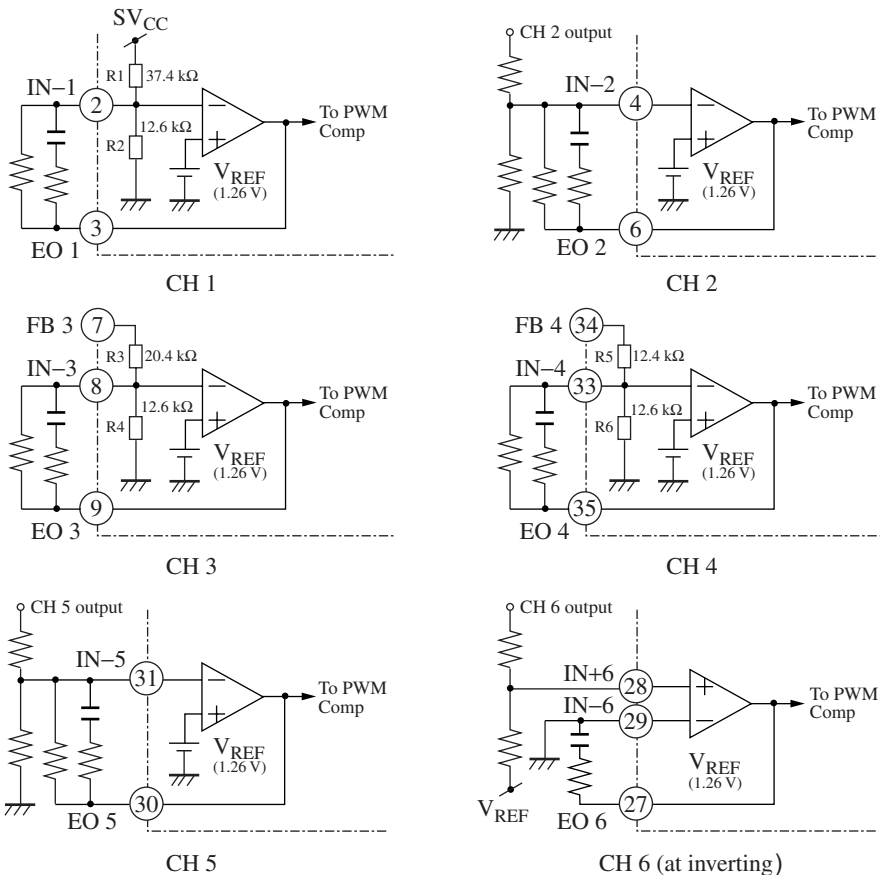 SVCC
R1 37.4 kΩ
IN–1
2
12.6 kΩ
R2
VREF
(1.26 V)
To PWM
Comp
3
EO 1
CH 1
CH 2 output
IN–2
4
VREF
(1.26 V)
To PWM
Comp
6
EO 2
CH 2
FB 3
7
R3 20.4 kΩ
IN–3
8
12.6 kΩ
R4
VREF
(1.26 V)
To PWM
Comp
9
EO 3
CH 3
FB 4
34
R5 12.4 kΩ
IN–4
33
12.6 kΩ
R6
VREF
(1.26 V)
To PWM
Comp
35
EO 4
CH 4
CH 5 output
IN–5
31
VREF
(1.26 V)
To PWM
Comp
30
EO 5
CH 5
CH 6 output
IN+6
28
IN–6
29
VREF
(1.26 V)
To PWM
Comp
VREF
27
EO 6
CH 6 (at inverting)